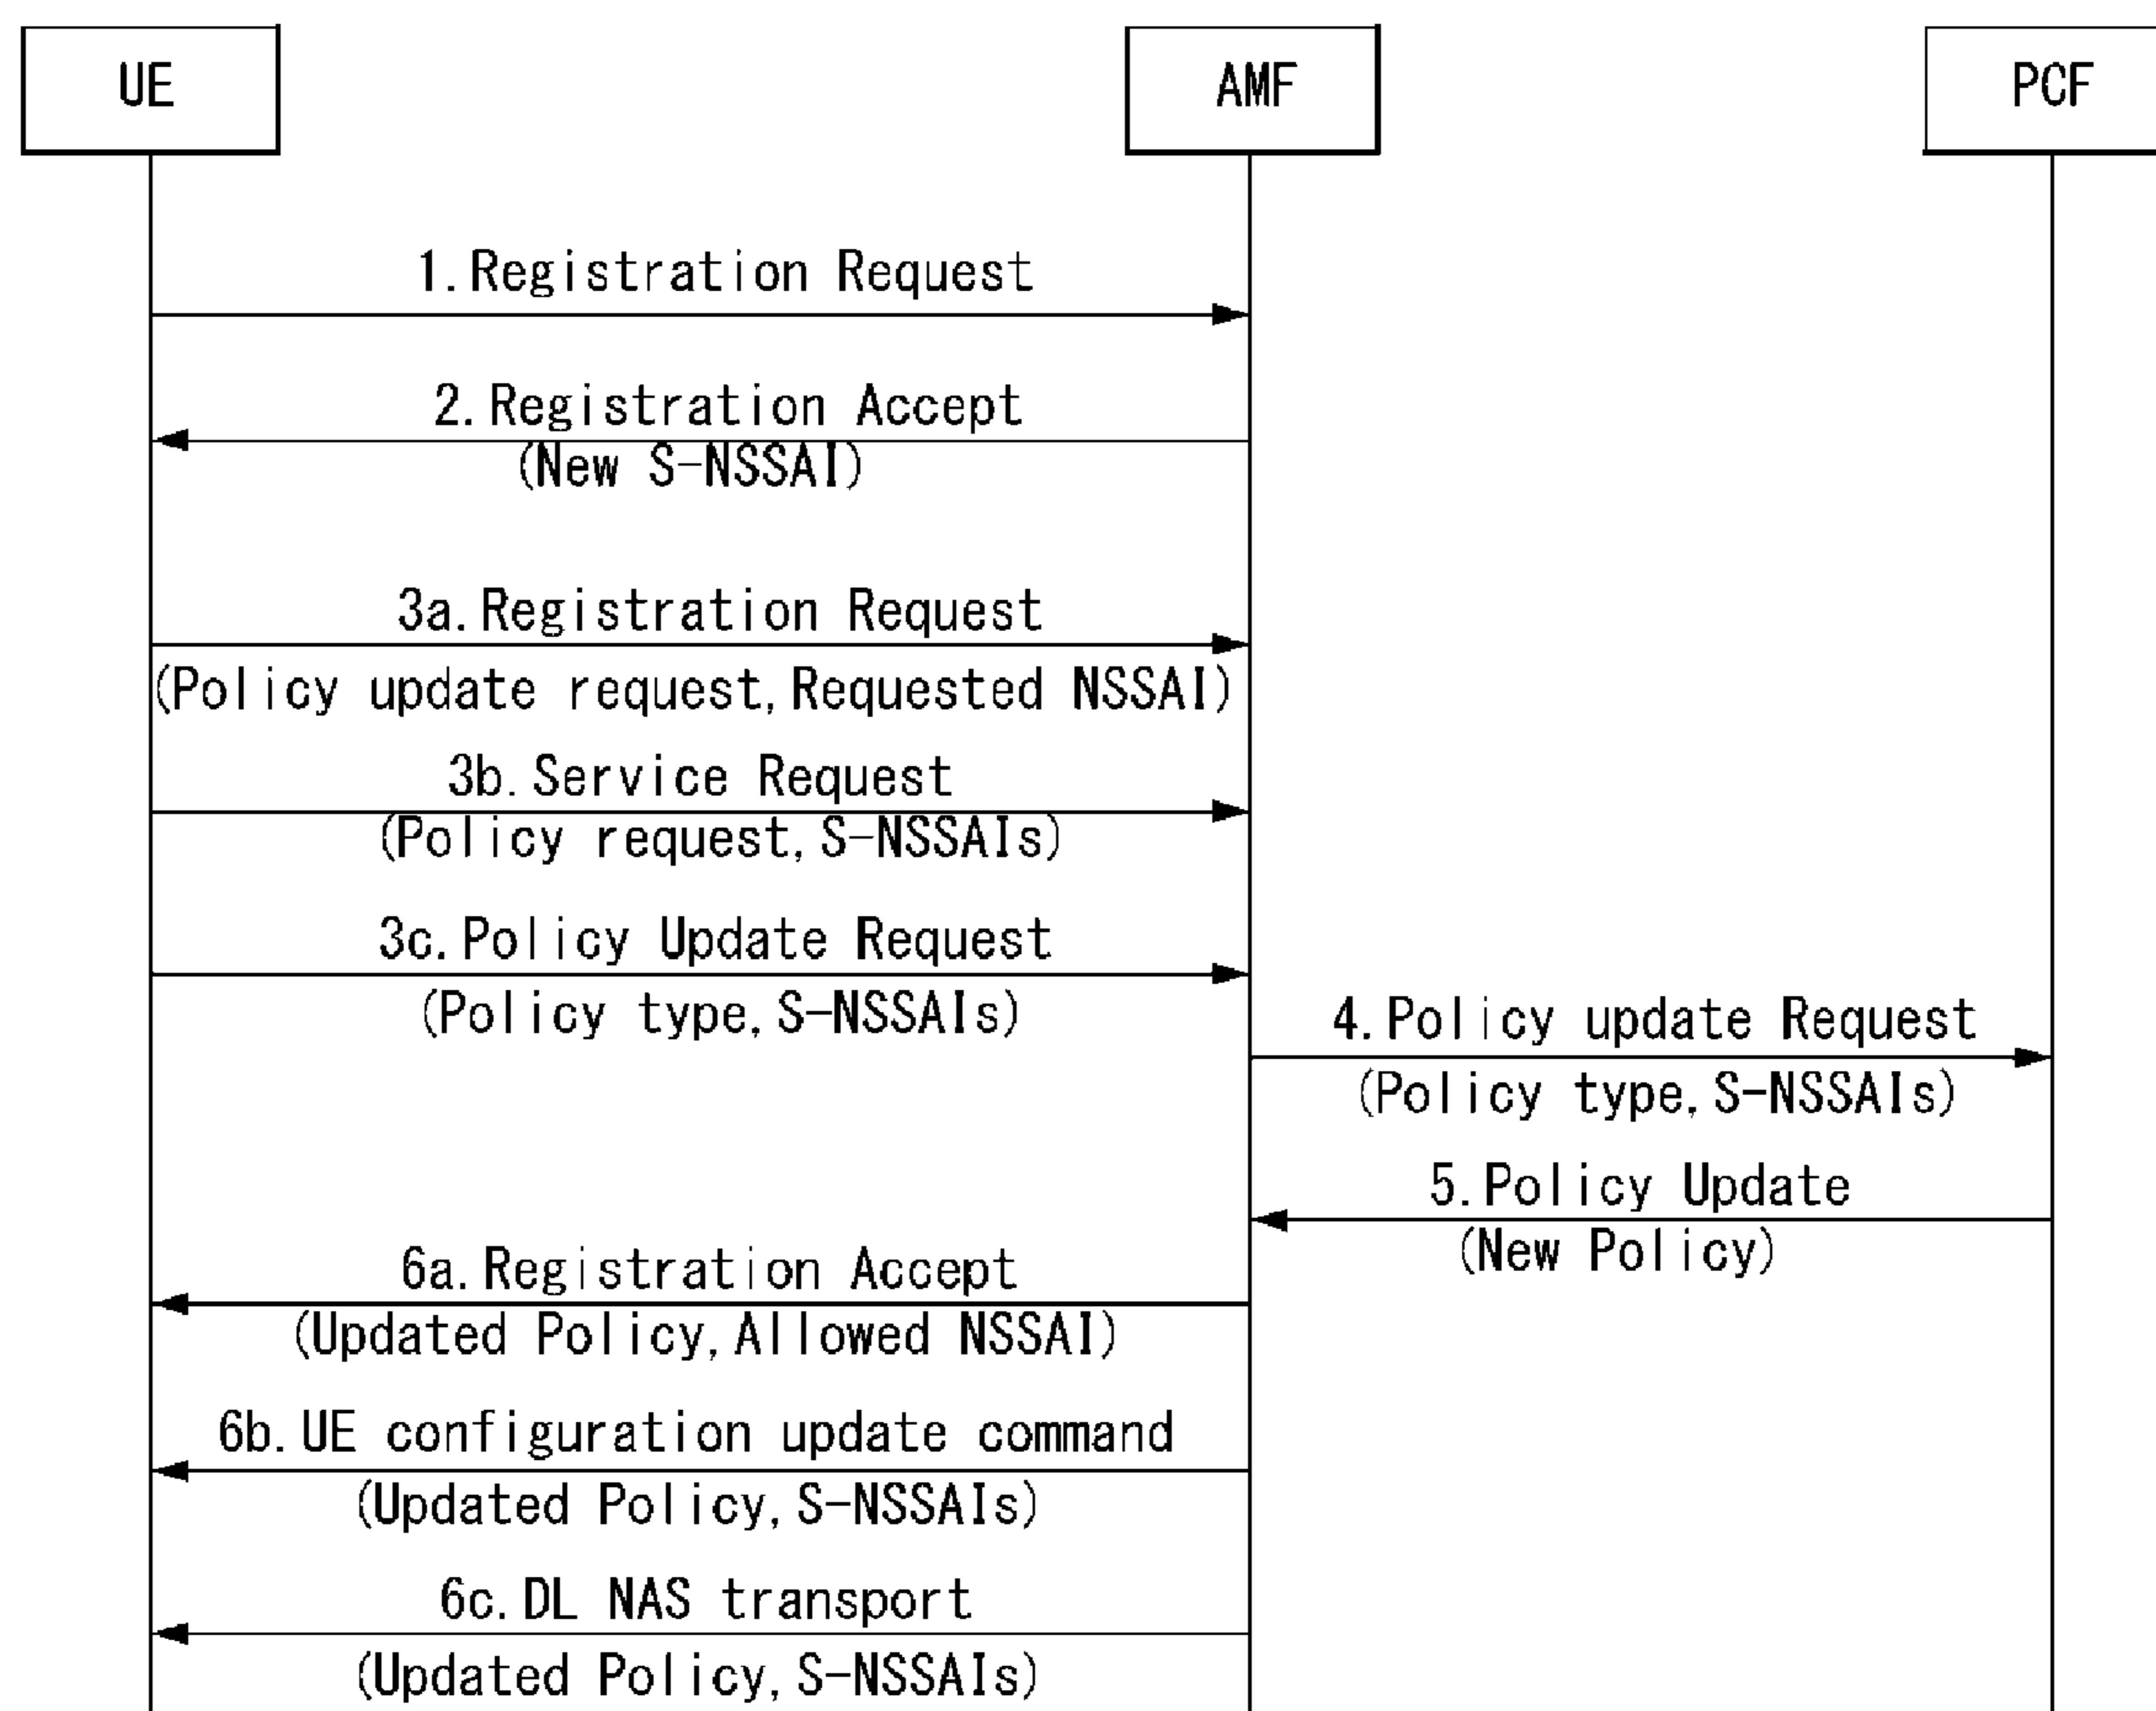 UE
AMF
PCF
1.Registration Request
2.Registration Accept
(New S-NSSAI)
3a.Registration Request
(Policy update request,Requested NSSAI)
3b.Service Request
(Policy request,S-NSSAIs)
3c.Policy Update Request
(Policy type,S-NSSAIs)
4.Policy update Request
(Policy type,S-NSSAIs)
5.Policy Update
(New Policy)
6a.Registration Accept
(Updated Policy,Allowed NSSAI)
6b.UE configuration update command
(Updated Policy,S-NSSAIs)
6c.DL NAS transport
(Updated Policy,S-NSSAIs)